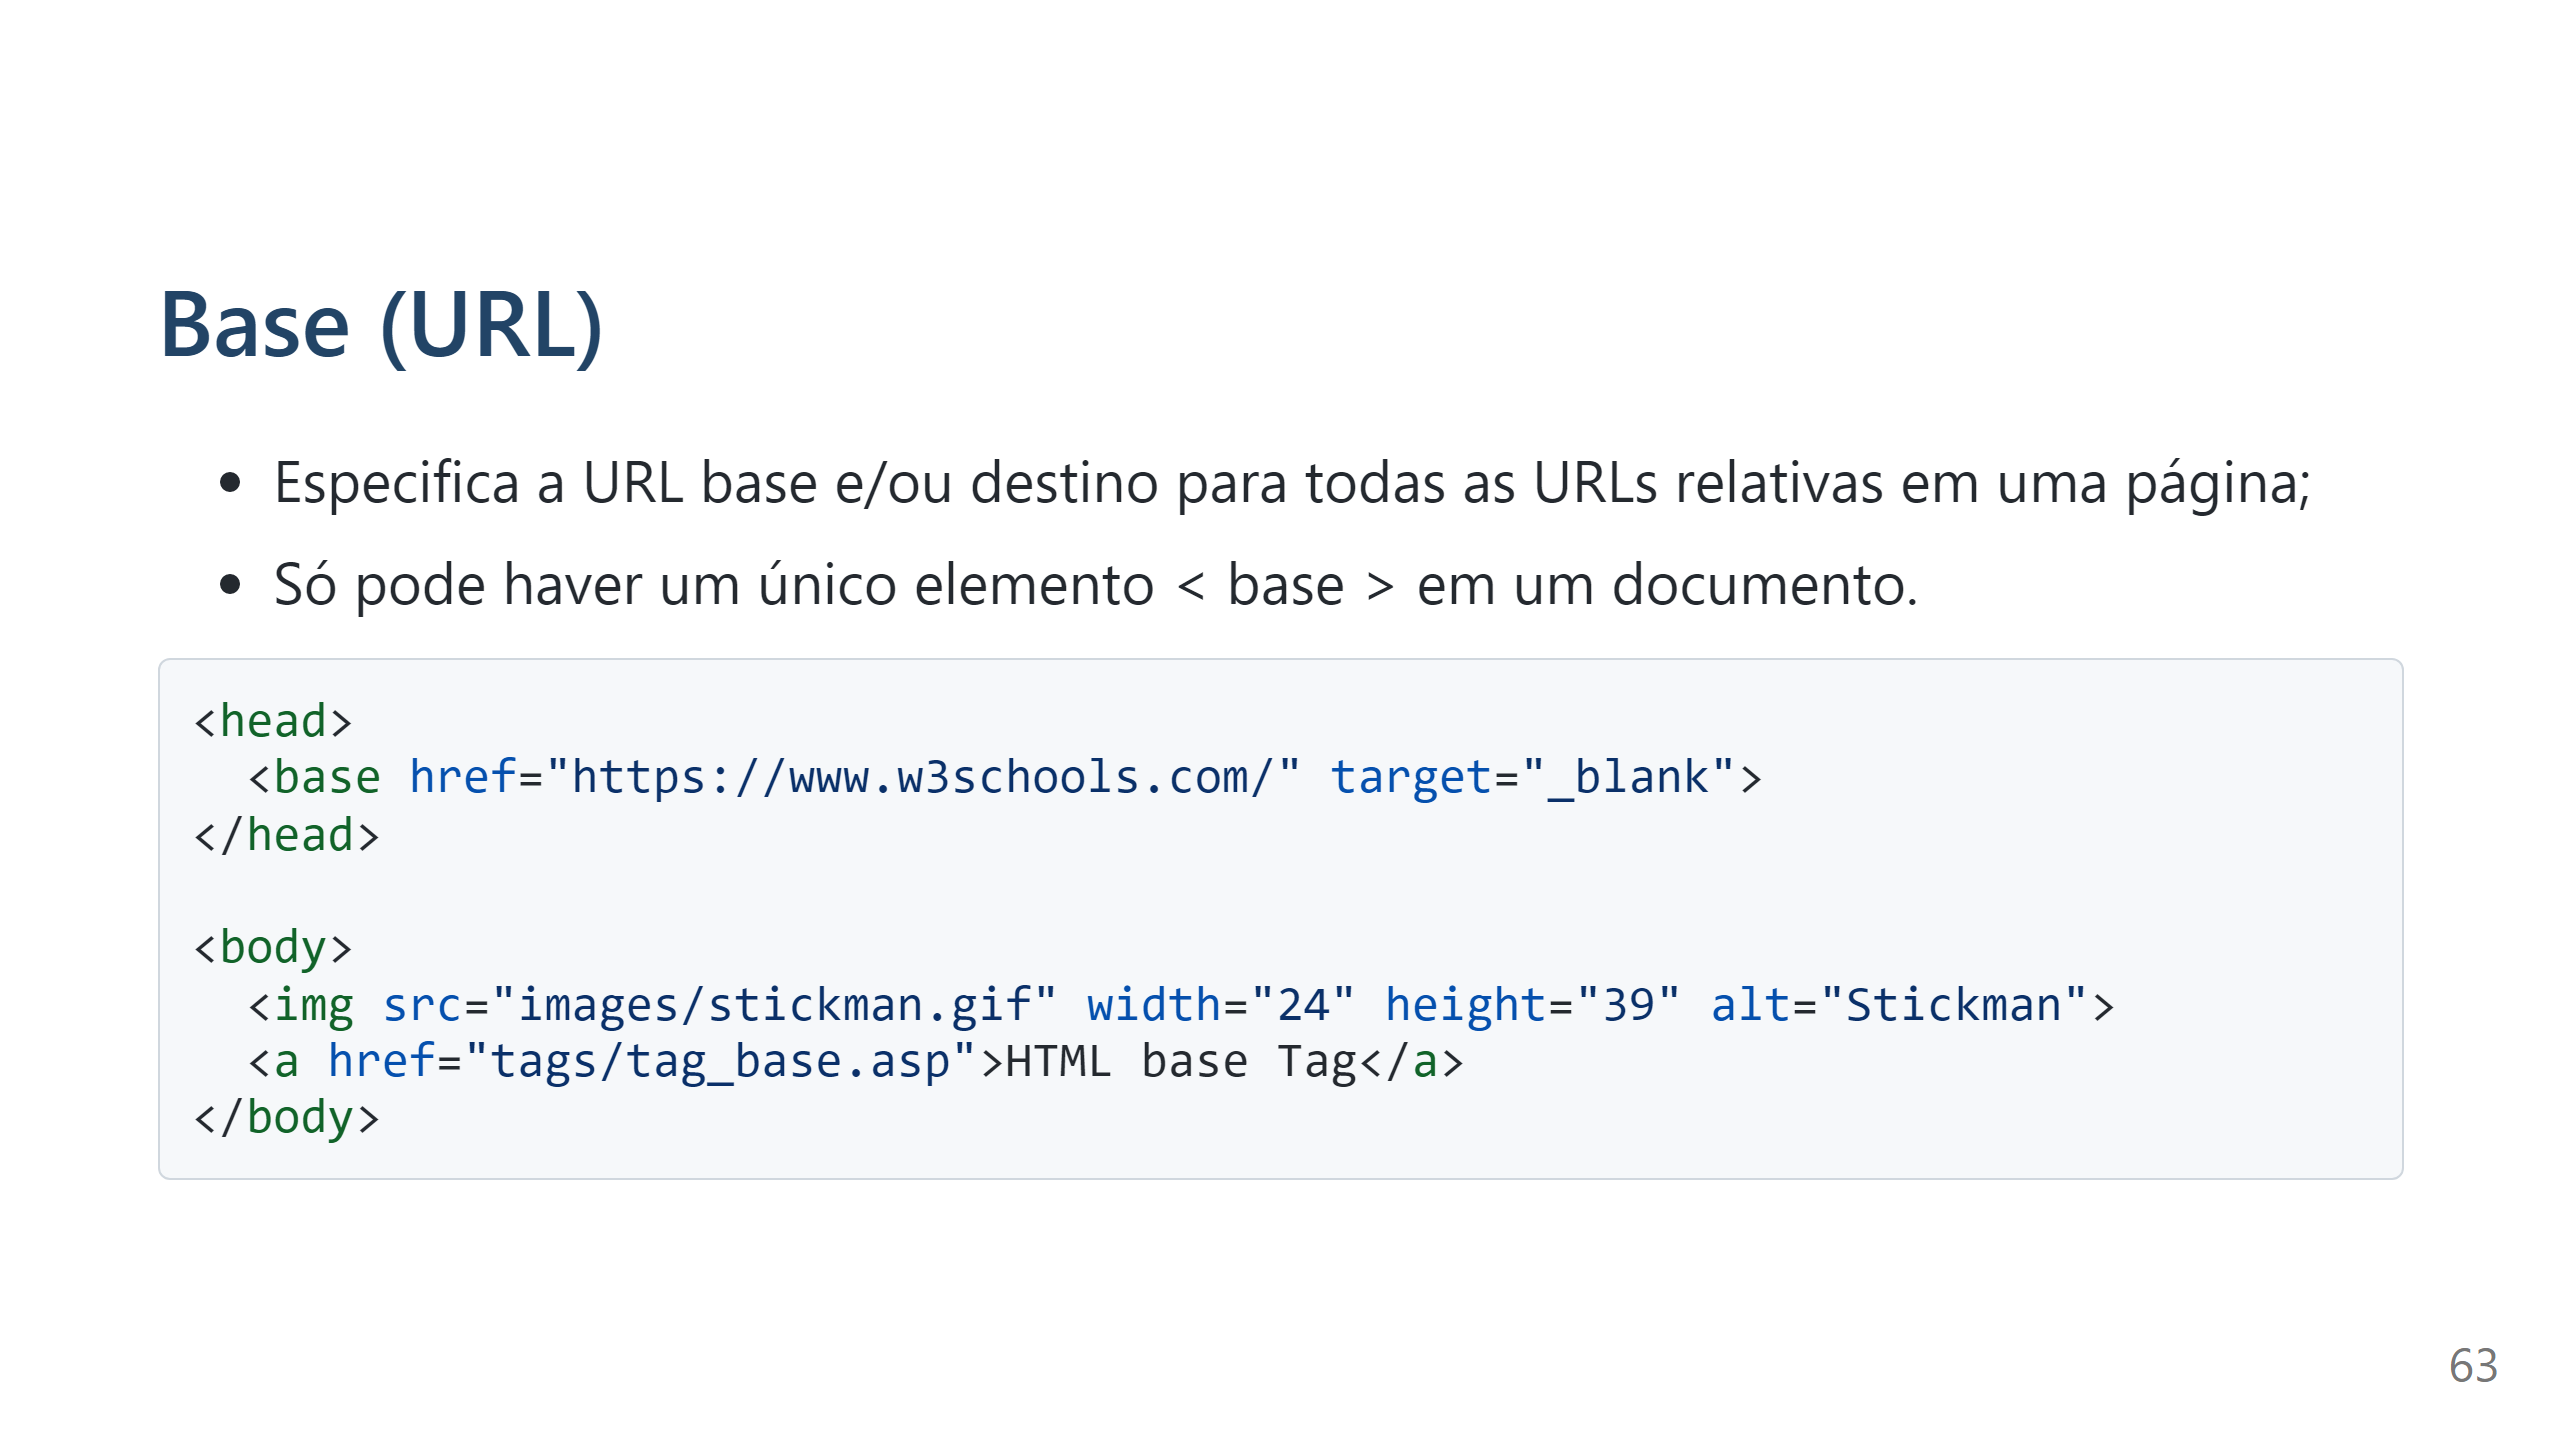 Base (URL)
• Especifica a URL base e/ou destino para todas as URLs relativas em uma página;
• Só pode haver um único elemento < base > em um documento.
<head>
  <base href="https://www.w3schools.com/" target="_blank">
</head>

<body>
  <img src="images/stickman.gif" width="24" height="39" alt="Stickman">
  <a href="tags/tag_base.asp">HTML base Tag</a>
</body>
63